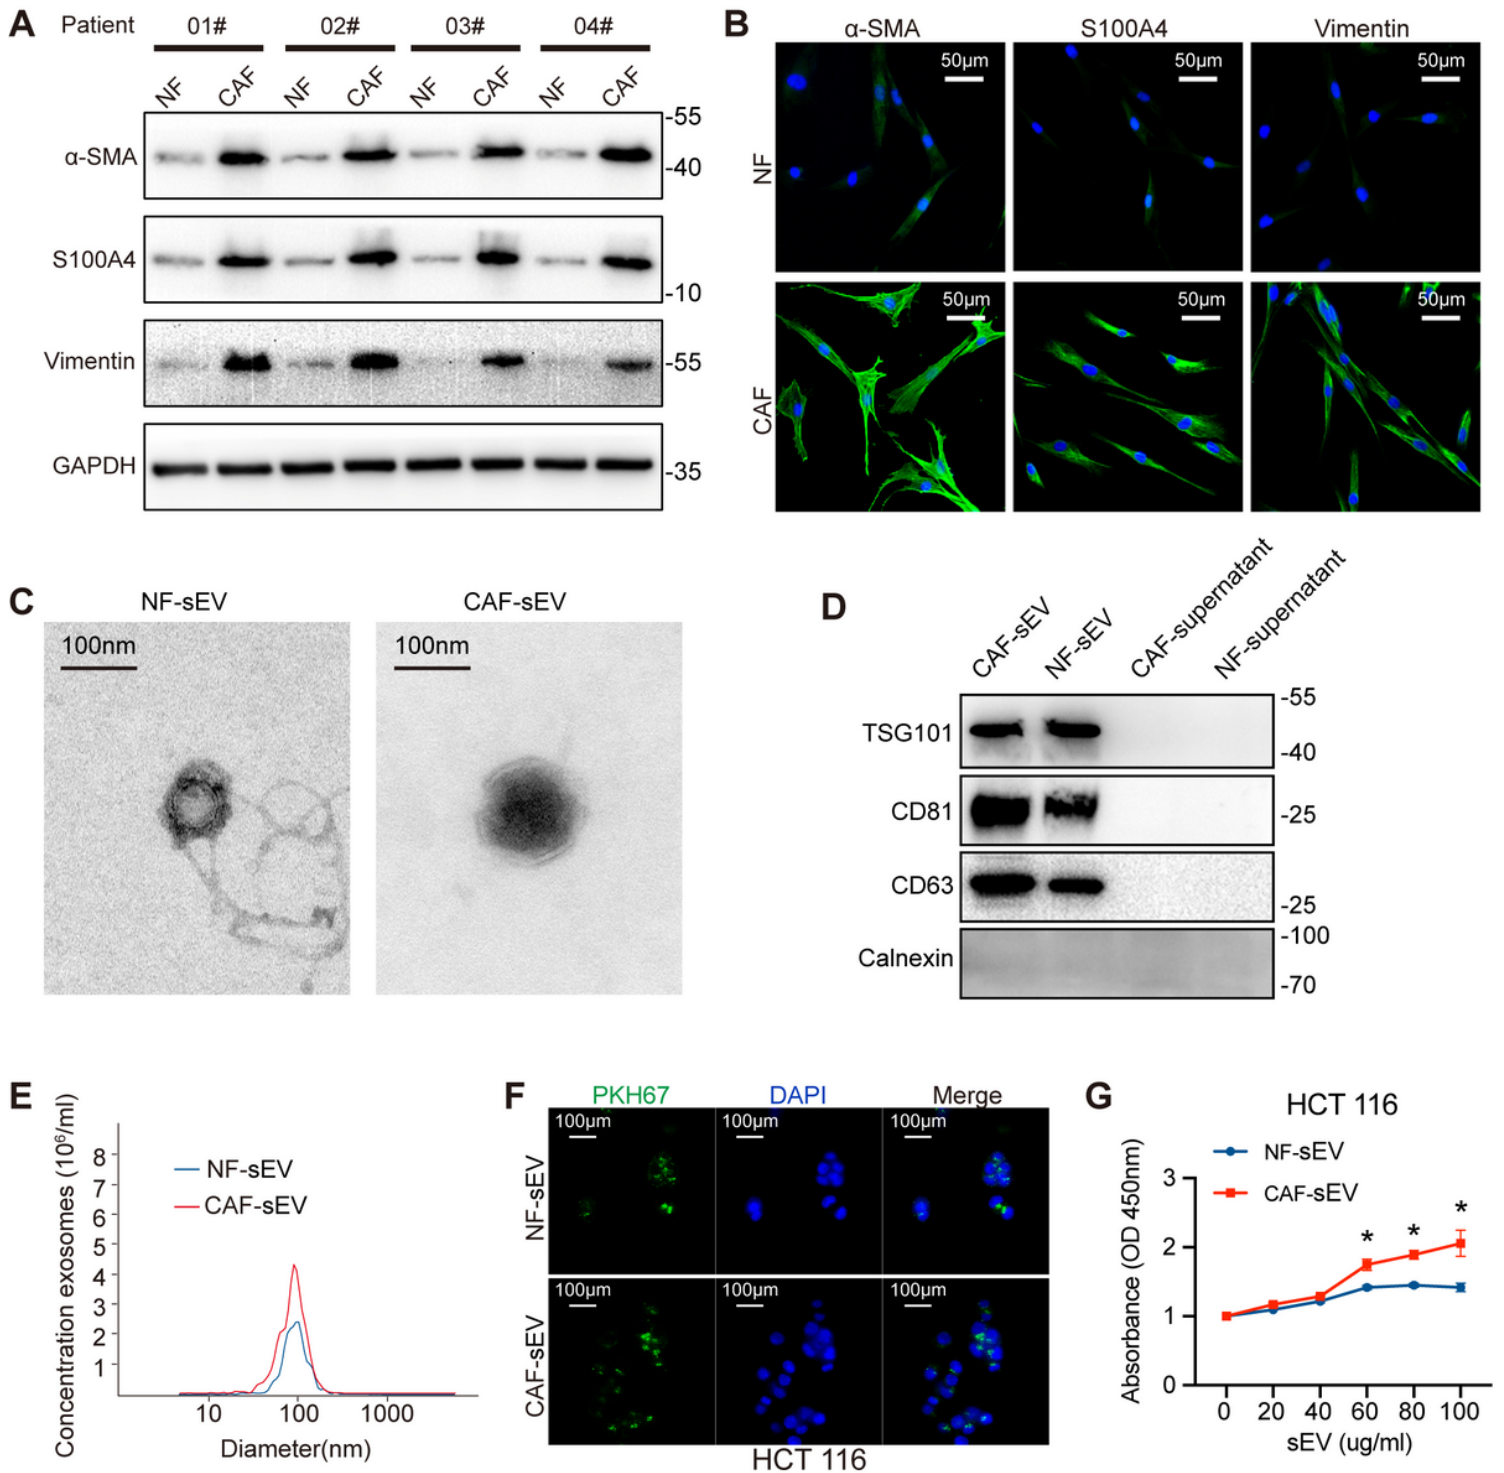 A
Patient 01# 02# 03# 04#
NF CAF NF CAF NF CAF NF CAF
-55
α-SMA
-40
S100A4
-10
Vimentin
-55
GAPDH
-35
B
α-SMA S100A4 Vimentin
50μm 50μm 50μm
NF
50μm 50μm 50μm
CAF
C
NF-sEV CAF-sEV
100nm 100nm
D
CAF-sEV NF-sEV CAF-supernatant NF-supernatant
-55
TSG101
-40
CD81
-25
CD63
-25
-100
Calnexin
-70
E
Concentration exosomes (10⁶/ml)
8
7
6
5
4
3
2
1
NF-sEV
CAF-sEV
10 100 1000
Diameter(nm)
F
PKH67 DAPI Merge
100μm 100μm 100μm
NF-sEV
100μm 100μm 100μm
CAF-sEV
HCT 116
G
HCT 116
NF-sEV
CAF-sEV
Absorbance (OD 450nm)
3
2
1
0
* * *
0 20 40 60 80 100
sEV (ug/ml)